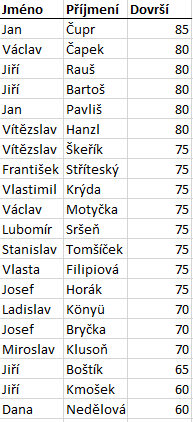 Jméno Příjmení Dovrší
Jan Čupr 85
Václav Čapek 80
Jiří Rauš 80
Jiří Bartoš 80
Jan Pavliš 80
Vítězslav Hanzl 80
Vítězslav Škeřík 75
František Stříteský 75
Vlastimil Krýda 75
Václav Motyčka 75
Lubomír Sršeň 75
Stanislav Tomšíček 75
Vlasta Filipiová 75
Josef Horák 75
Ladislav Könyü 70
Josef Bryčka 70
Miroslav Klusoň 70
Jiří Boštík 65
Jiří Kmošek 60
Dana Nedělová 60